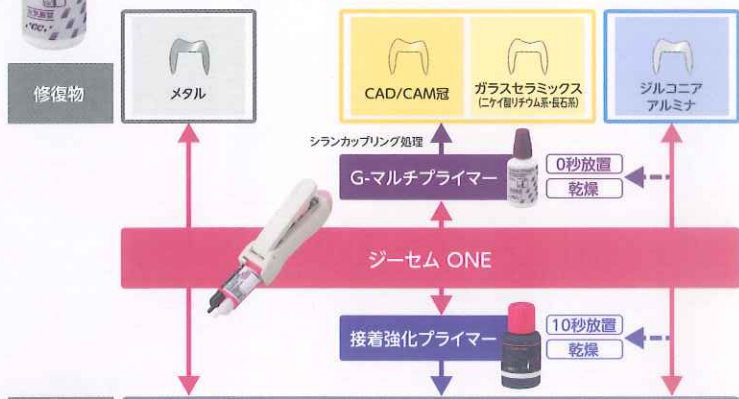 GC
修復物
メタル
CAD/CAM冠
ガラスセラミックス
(ニケイ酸リチウム系・長石系)
ジルコニア
アルミナ
シランカップリング処理
G-マルチプライマー
0秒放置
乾燥
ジーセム ONE
接着強化プライマー
10秒放置
乾燥